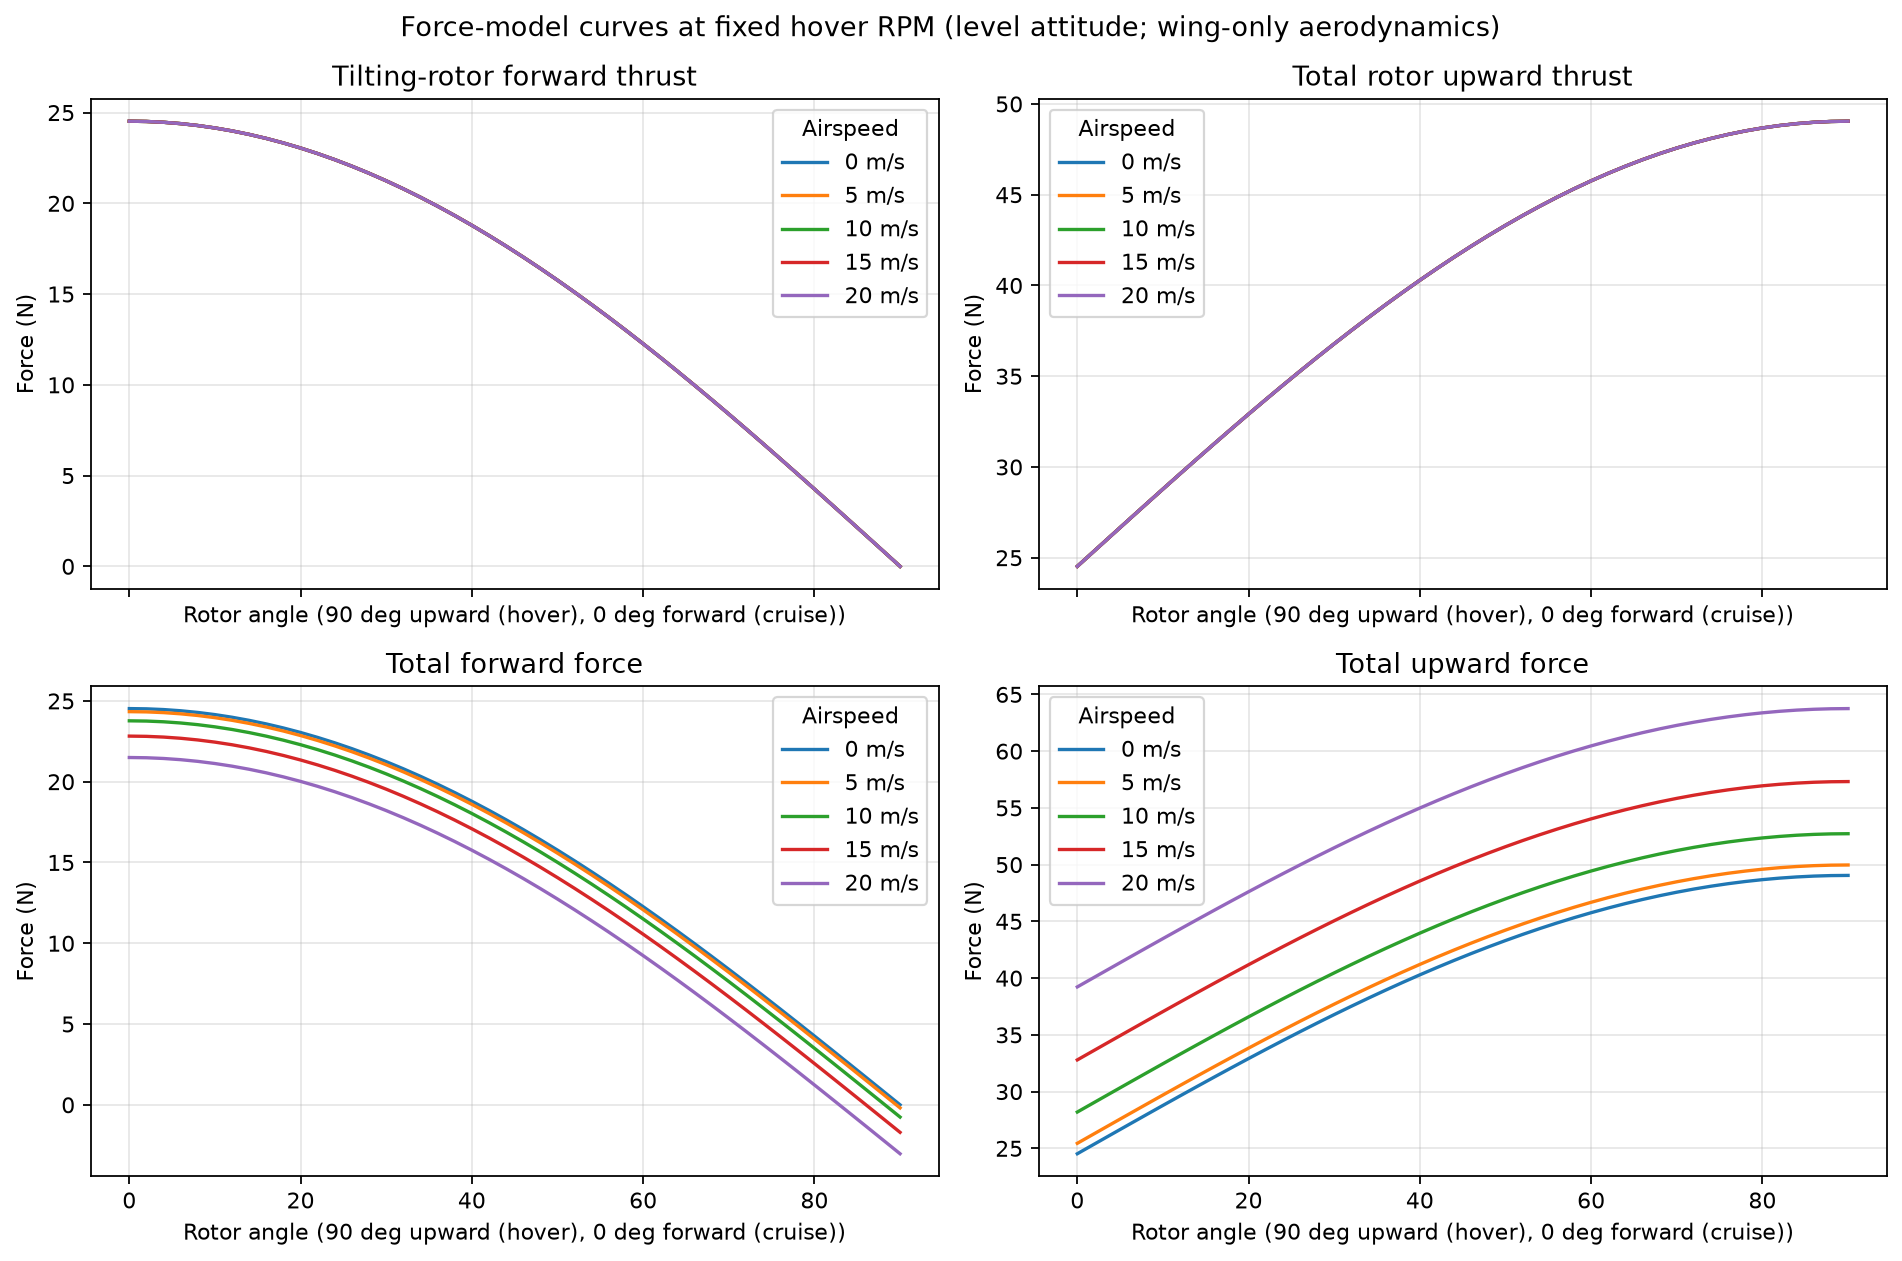 Force-model curves at fixed hover RPM (level attitude; wing-only aerodynamics)
Tilting-rotor forward thrust
Force (N)
25
20
15
10
5
0
Airspeed
0 m/s
5 m/s
10 m/s
15 m/s
20 m/s
Rotor angle (90 deg upward (hover), 0 deg forward (cruise))
Total rotor upward thrust
Force (N)
50
45
40
35
30
25
Airspeed
0 m/s
5 m/s
10 m/s
15 m/s
20 m/s
Rotor angle (90 deg upward (hover), 0 deg forward (cruise))
Total forward force
Force (N)
25
20
15
10
5
0
Airspeed
0 m/s
5 m/s
10 m/s
15 m/s
20 m/s
0 20 40 60 80
Rotor angle (90 deg upward (hover), 0 deg forward (cruise))
Total upward force
Force (N)
65
60
55
50
45
40
35
30
25
Airspeed
0 m/s
5 m/s
10 m/s
15 m/s
20 m/s
0 20 40 60 80
Rotor angle (90 deg upward (hover), 0 deg forward (cruise))